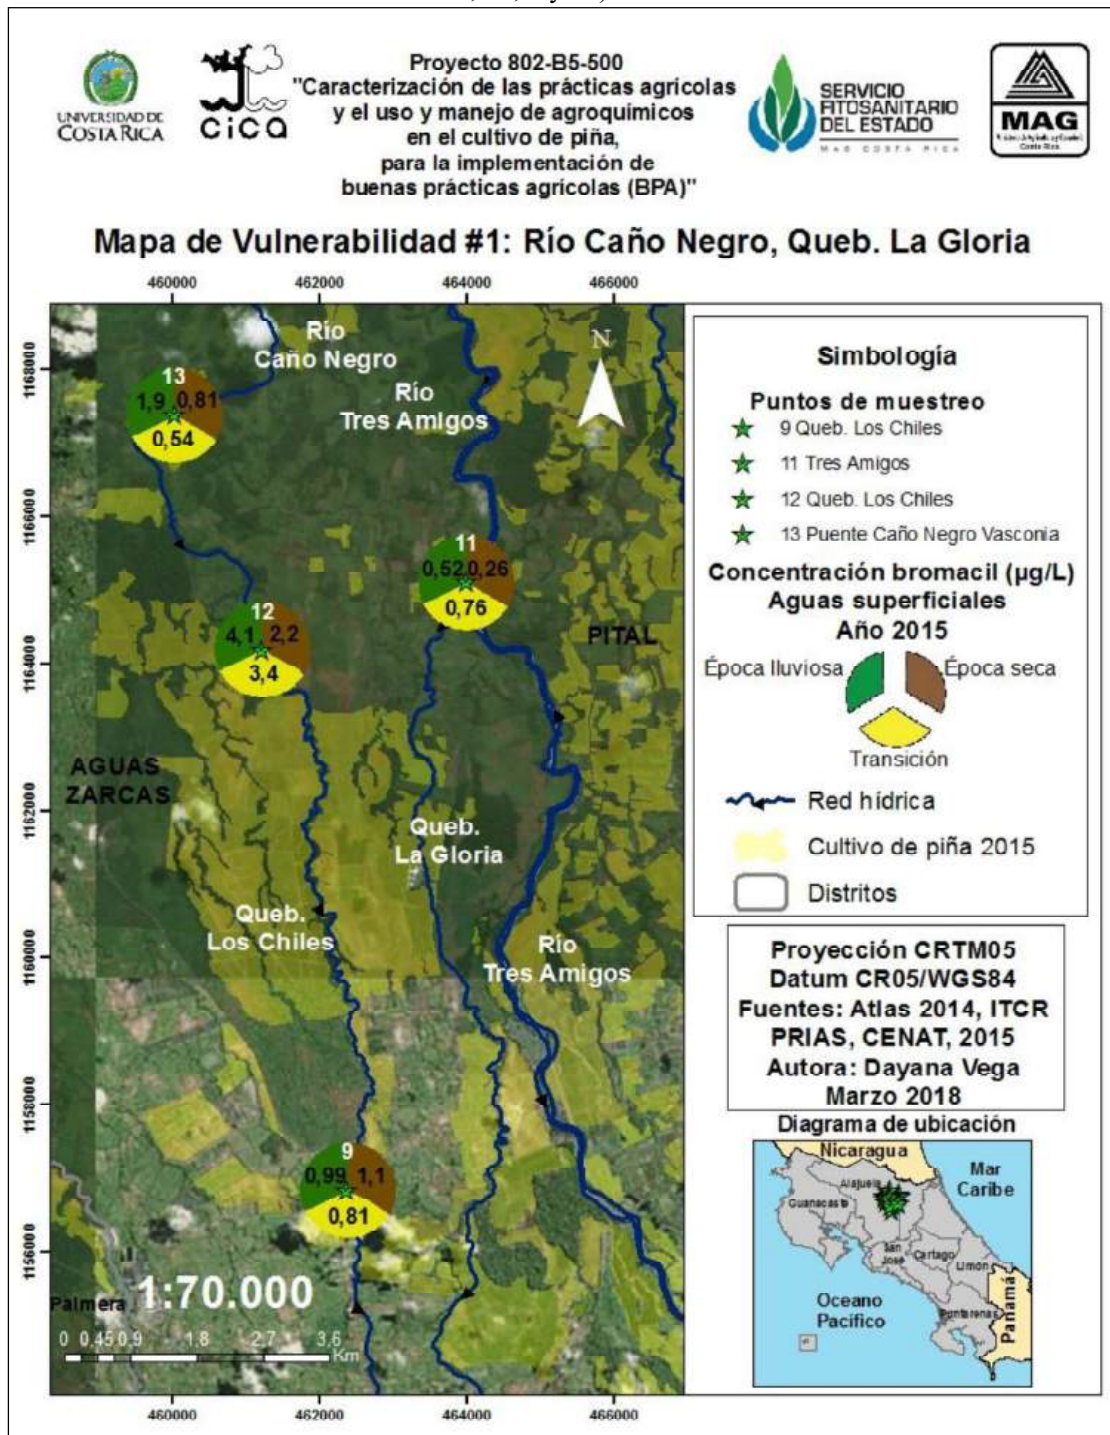 UNIVERSIDAD DE
COSTA RICA
cica
Proyecto 802-B5-500
"Caracterización de las prácticas agrícolas
y el uso y manejo de agroquímicos
en el cultivo de piña,
para la implementación de
buenas prácticas agrícolas (BPA)"
SERVICIO
FITOSANITARIO
DEL ESTADO
MAG COSTA RICA
MAG
Costa Rica
Mapa de Vulnerabilidad #1: Río Caño Negro, Queb. La Gloria
460000 462000 464000 466000
1168000
1166000
1164000
1162000
1160000
1158000
1156000
Río
Caño Negro
Río
Tres Amigos
N
13
1,9 0,81
0,54
11
0,52 0,26
0,76
12
4,1 2,2
3,4
PITAL
AGUAS
ZARCAS
Queb.
La Gloria
Queb.
Los Chiles
Río
Tres Amigos
9
0,99 1,1
0,81
Palmera
1:70.000
0 0,45 0,9 1,8 2,7 3,6
Km
460000 462000 464000 466000
Simbología
Puntos de muestreo
9 Queb. Los Chiles
11 Tres Amigos
12 Queb. Los Chiles
13 Puente Caño Negro Vasconia
Concentración bromacil (µg/L)
Aguas superficiales
Año 2015
Época lluviosa
Época seca
Transición
Red hídrica
Cultivo de piña 2015
Distritos
Proyección CRTM05
Datum CR05/WGS84
Fuentes: Atlas 2014, ITCR
PRIAS, CENAT, 2015
Autora: Dayana Vega
Marzo 2018
Diagrama de ubicación
Nicaragua
Mar
Caribe
Alajuela
Guanacaste
San
José
Cartago
Limón
Oceano
Pacífico
Puntarenas
Panamá